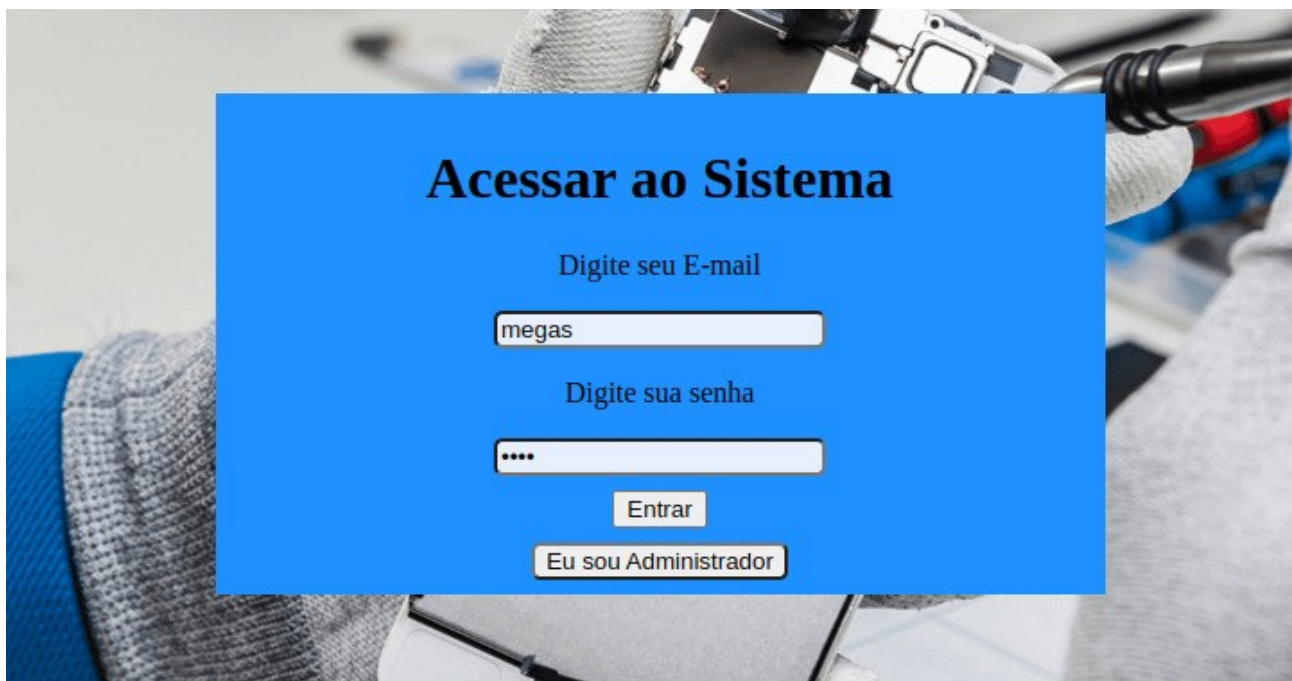 Acessar ao Sistema
Digite seu E-mail
megas
Digite sua senha
••••
Entrar
Eu sou Administrador